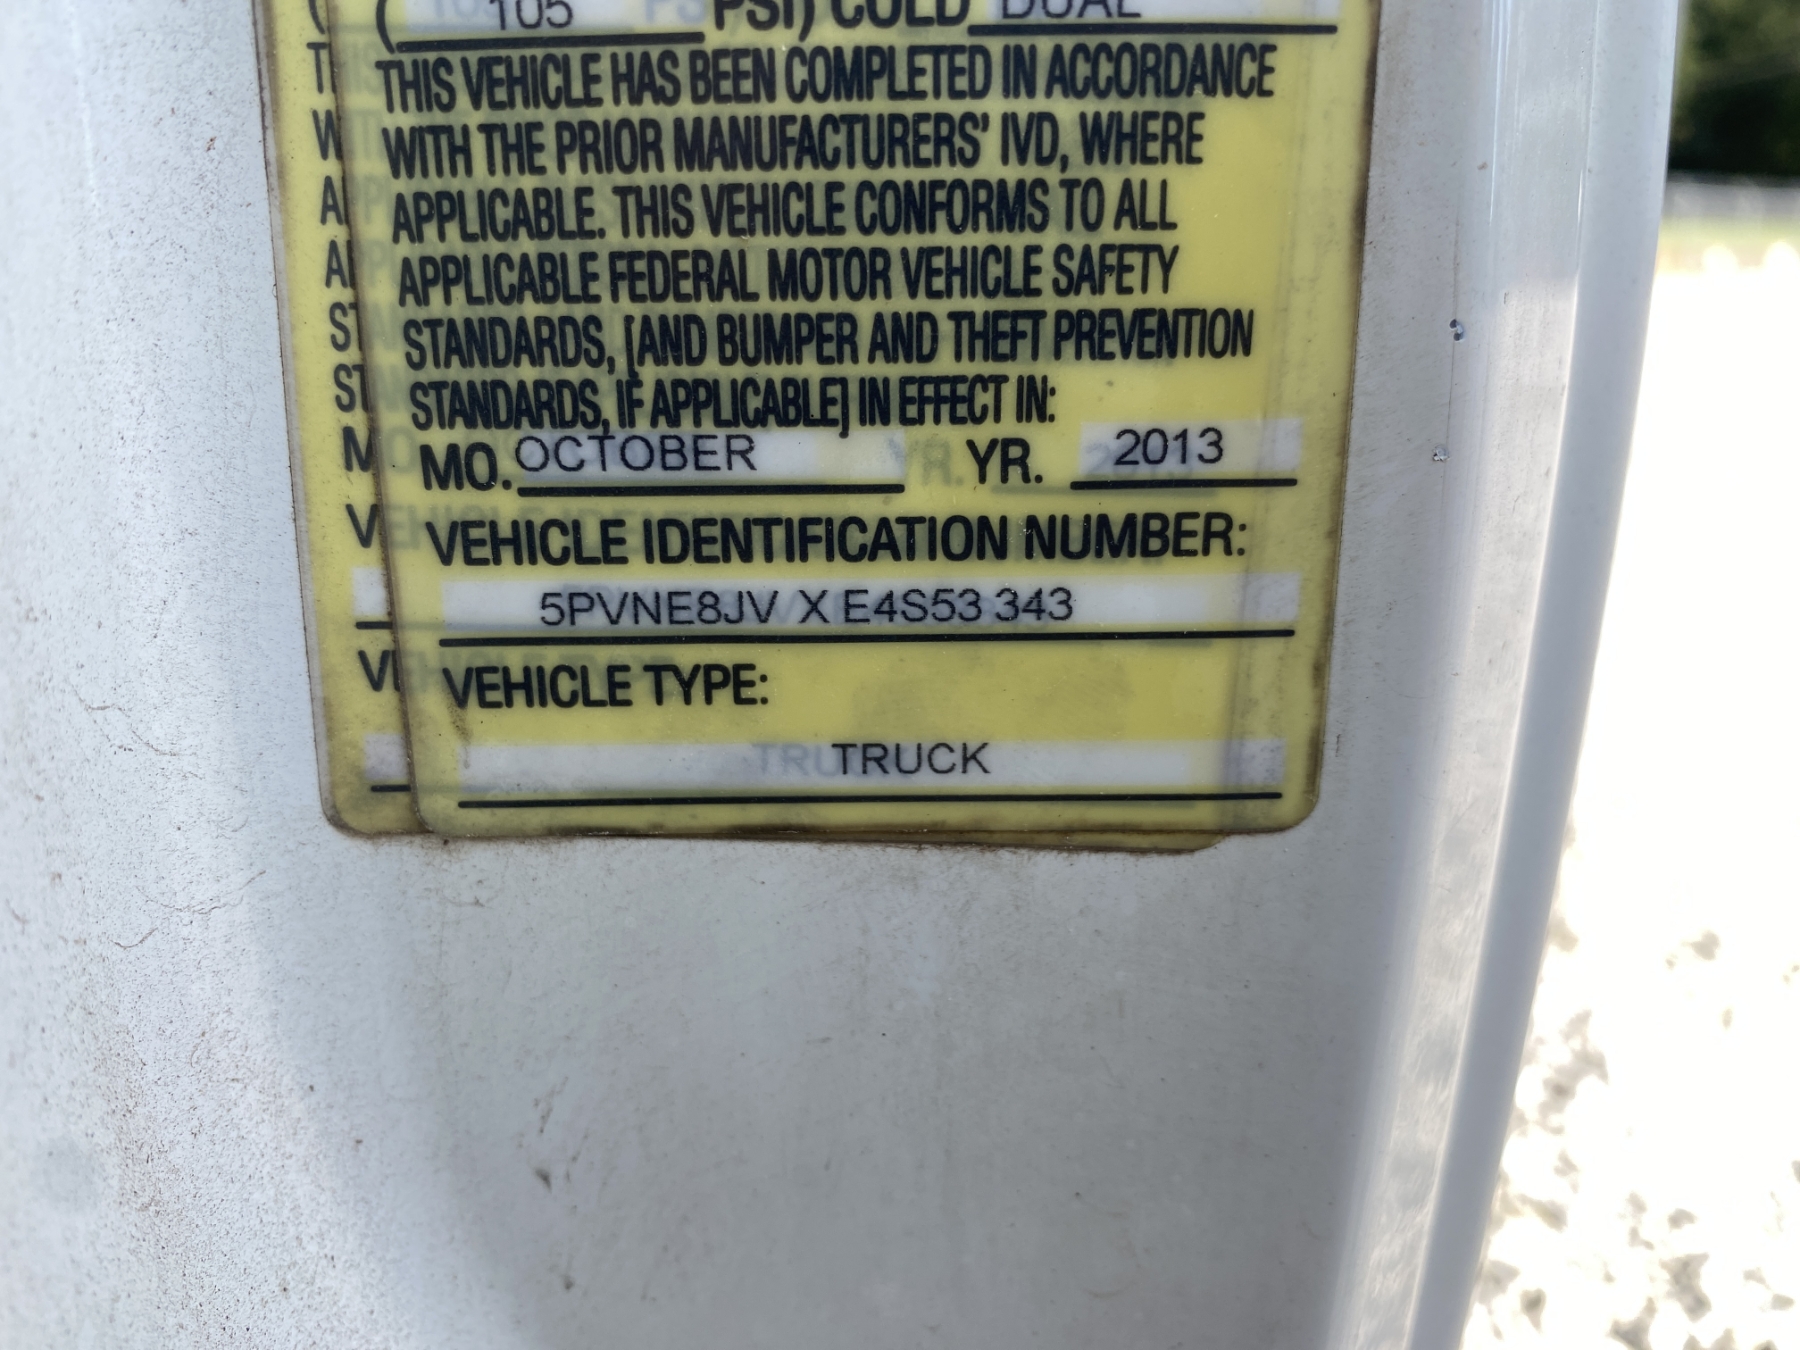 ( 105 PSI) COLD DUAL
THIS VEHICLE HAS BEEN COMPLETED IN ACCORDANCE
WITH THE PRIOR MANUFACTURERS' IVD, WHERE
APPLICABLE. THIS VEHICLE CONFORMS TO ALL
APPLICABLE FEDERAL MOTOR VEHICLE SAFETY
STANDARDS, [AND BUMPER AND THEFT PREVENTION
STANDARDS, IF APPLICABLE] IN EFFECT IN:
MO. OCTOBER YR. 2013
VEHICLE IDENTIFICATION NUMBER:
5PVNE8JV X E4S53 343
VEHICLE TYPE:
TRUCK